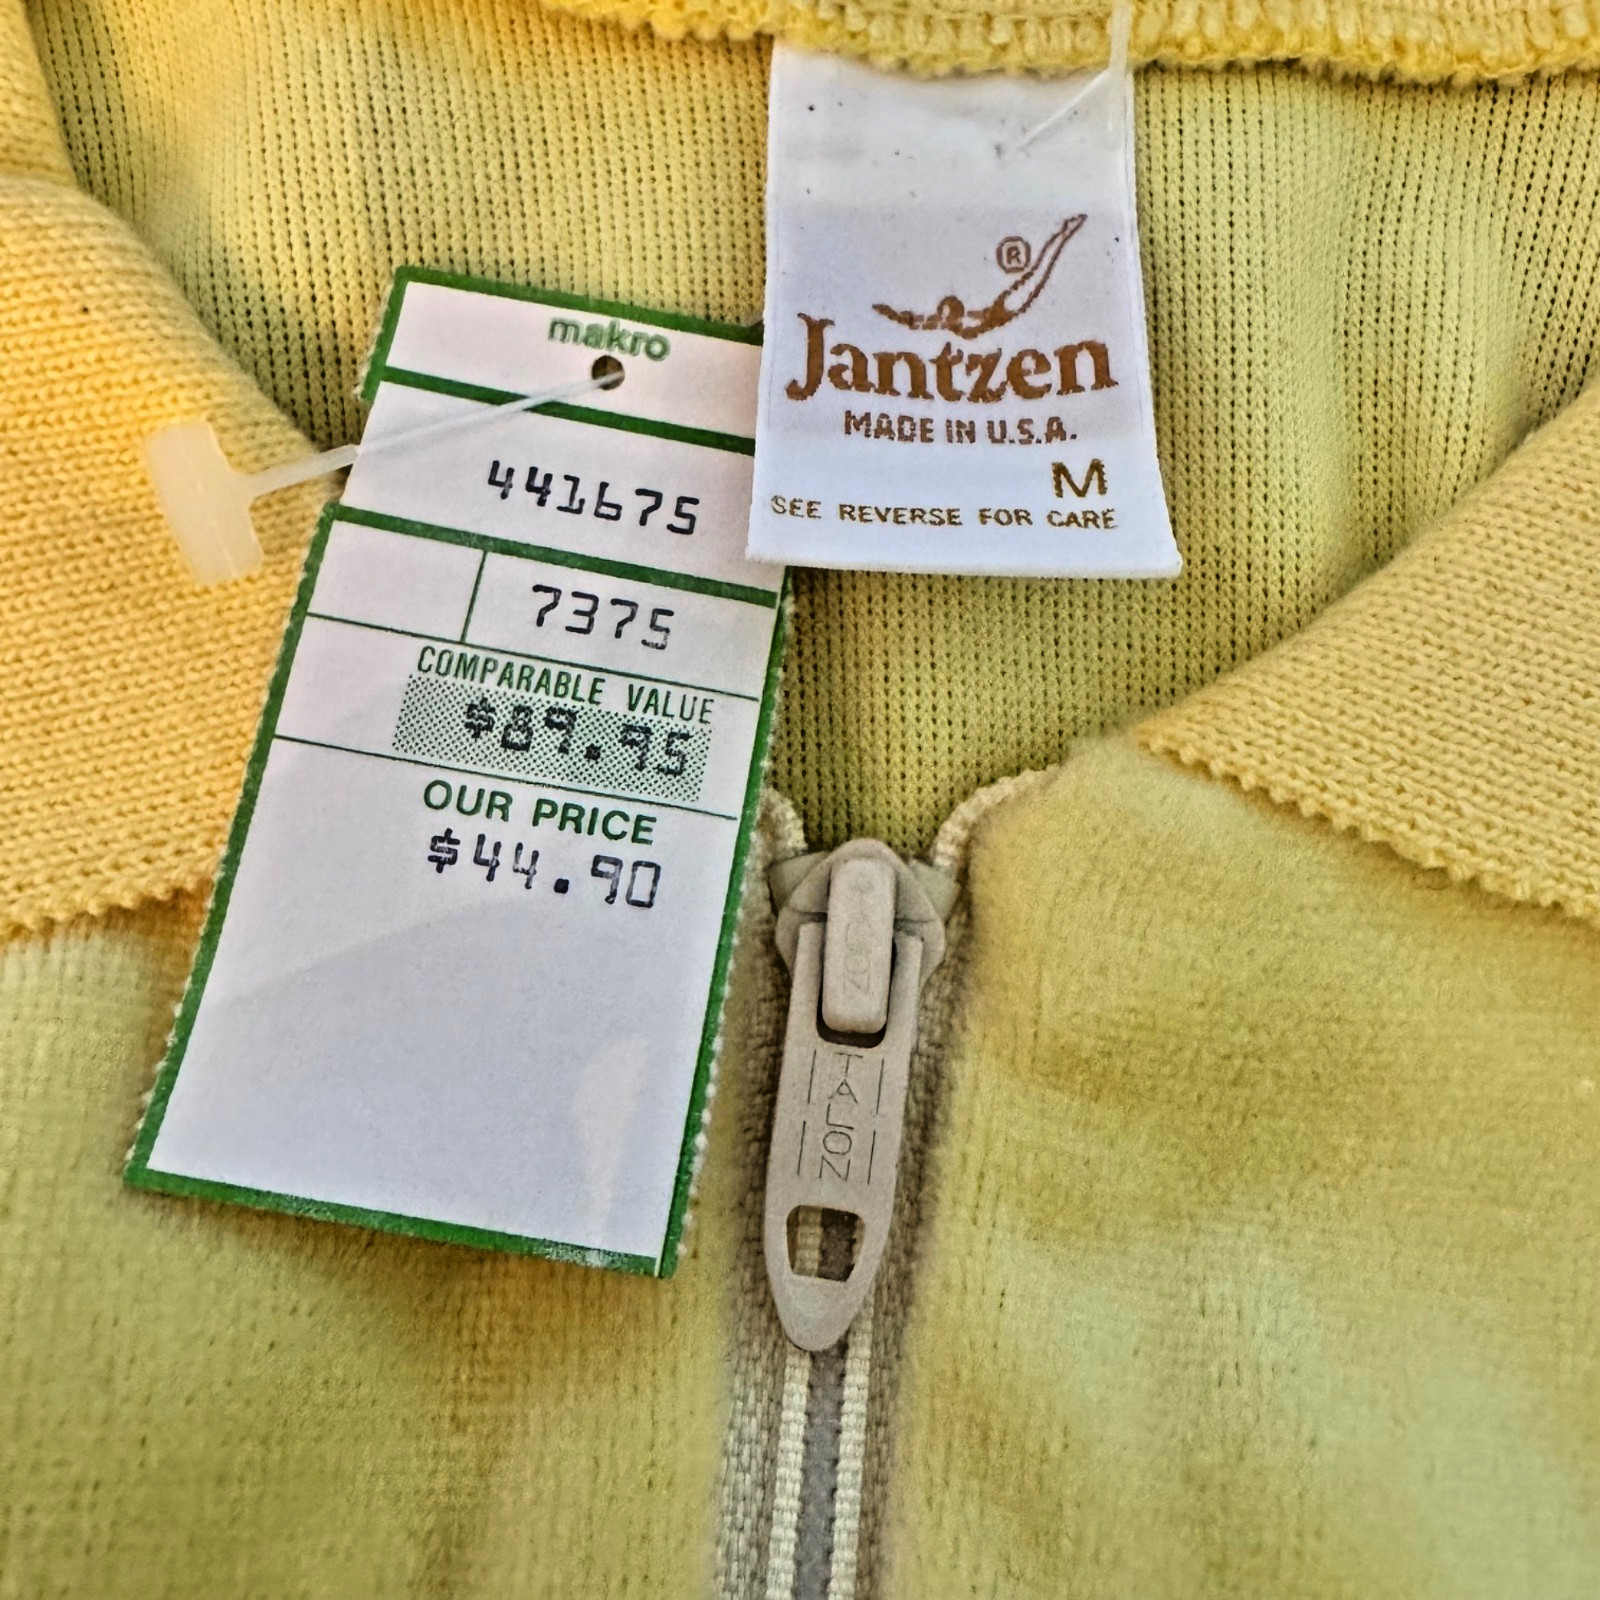 makro
441675
7375
COMPARABLE VALUE
$89.95
OUR PRICE
$44.90
®
Jantzen
MADE IN U.S.A.
M
SEE REVERSE FOR CARE
TALON